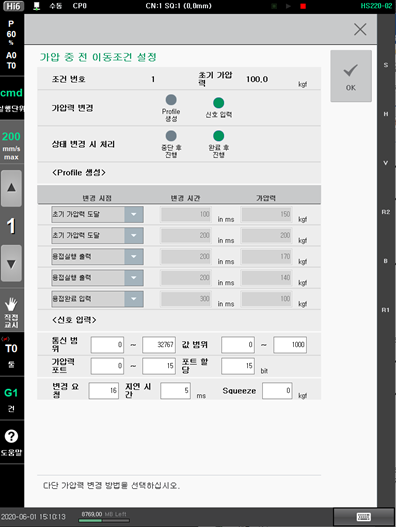 Hi6 수동 CP0 CN:1 SQ:1 (0,0mm) HS220-02
P
60
%
A0
T0
cmd
실행단위
200
mm/s
max
1
직접
교시
T0
툴
G1
건
도움말
가압 중 전 이동조건 설정
조건 번호 1 초기 가압력 100,0 kgf
가압력 변경 Profile 생성 신호 입력
상태 변경 시 처리 중단 후 진행 완료 후 진행
<Profile 생성>
변경 시점 변경 시간 가압력
초기 가압력 도달 100 in ms 150 kgf
초기 가압력 도달 200 in ms 200 kgf
용접실행 출력 200 in ms 170 kgf
용접실행 출력 200 in ms 140 kgf
용접완료 입력 300 in ms 100 kgf
<신호 입력>
통신 범위 0 ~ 32767 값 범위 0 ~ 1000
가압력 포트 0 ~ 15 포트 할당 15 bit
변경 요청 16 지연 시간 5 ms Squeeze 0 kgf
다단 가압력 변경 방법을 선택하십시오.
OK
S
H
V
R2
B
R1
2020-06-01 15:10:13 8769,00 MB Left